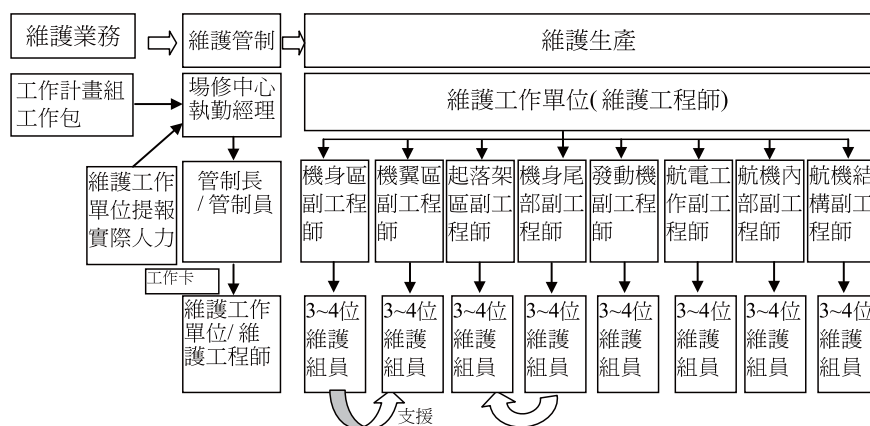 維護業務
維護管制
維護生產
工作計畫組
工作包
場修中心
執勤經理
維護工作單位( 維護工程師)
維護工作
單位提報
實際人力
管制長
/ 管制員
機身區
副工程
師
機翼區
副工程
師
起落架
區副工
程師
機身尾
部副工
程師
發動機
副工程
師
航電工
作副工
程師
航機內
部副工
程師
航機結
構副工
程師
工作卡
維護工作
單位/ 維
護工程師
3~4位
維護
組員
3~4位
維護
組員
3~4位
維護
組員
3~4位
維護
組員
3~4位
維護
組員
3~4位
維護
組員
3~4位
維護
組員
3~4位
維護
組員
支援